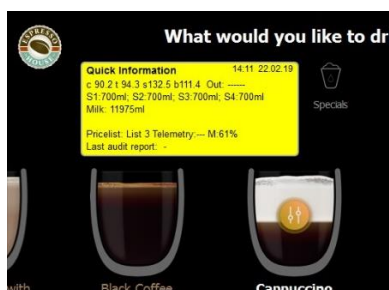 ESPRESSO
HOUSE
What would you like to dr
Quick Information 14:11 22.02.19
c 90.2 t 94.3 s132.5 b111.4 Out: ------
S1:700ml; S2:700ml; S3:700ml; S4:700ml
Milk: 11975ml
Pricelist: List 3 Telemetry:--- M:61%
Last audit report: -
Specials
with
Black Coffee
Cappuccino